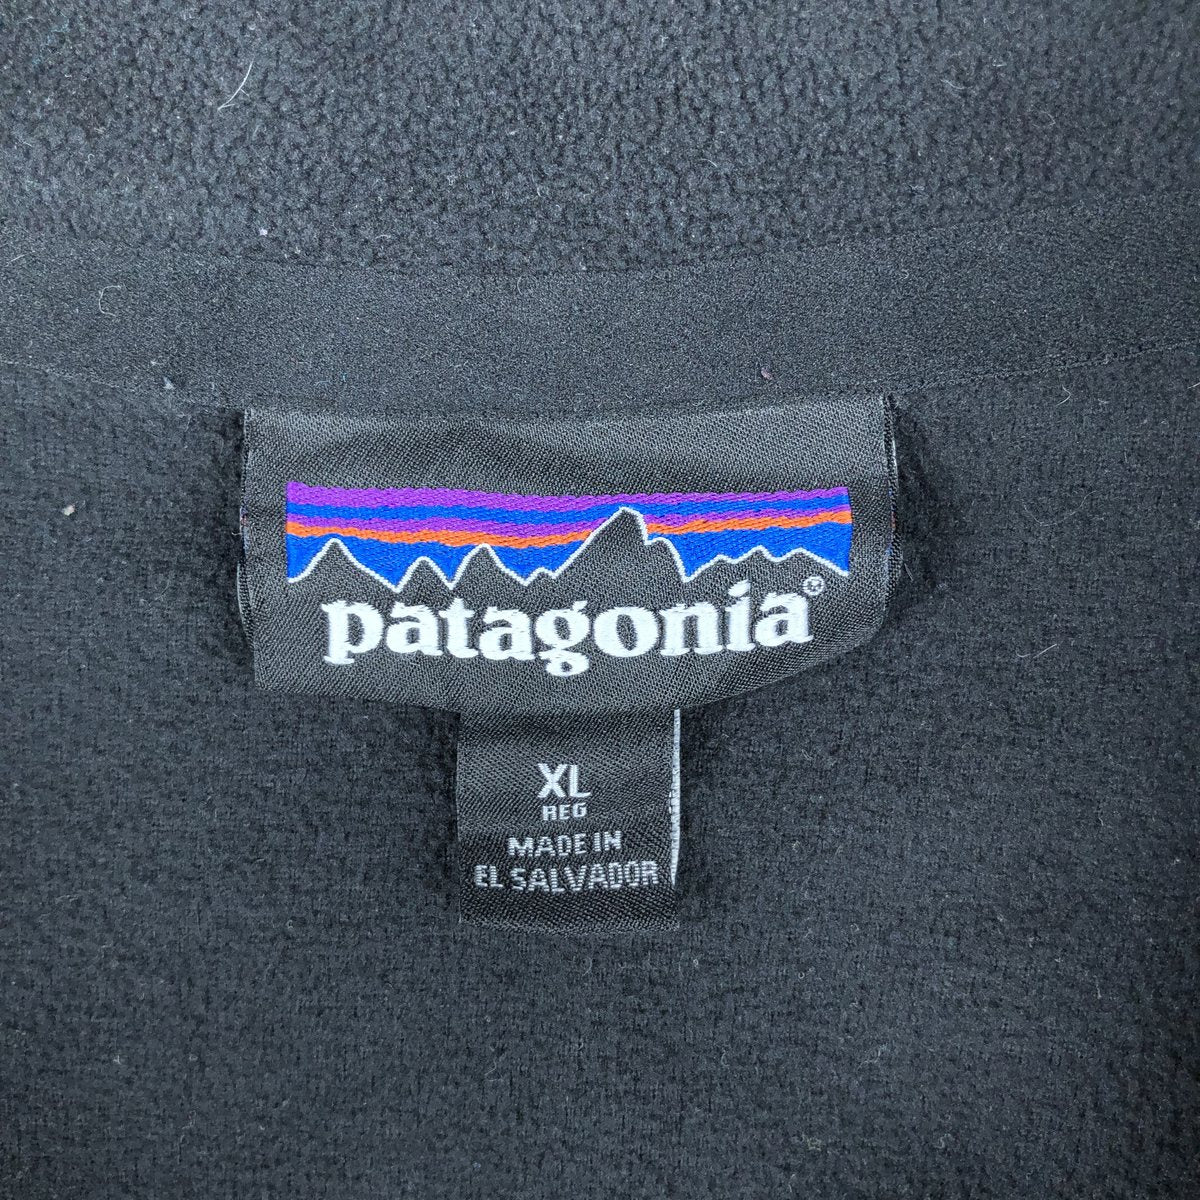 patagonia®
XL
REG
MADE IN
EL SALVADOR